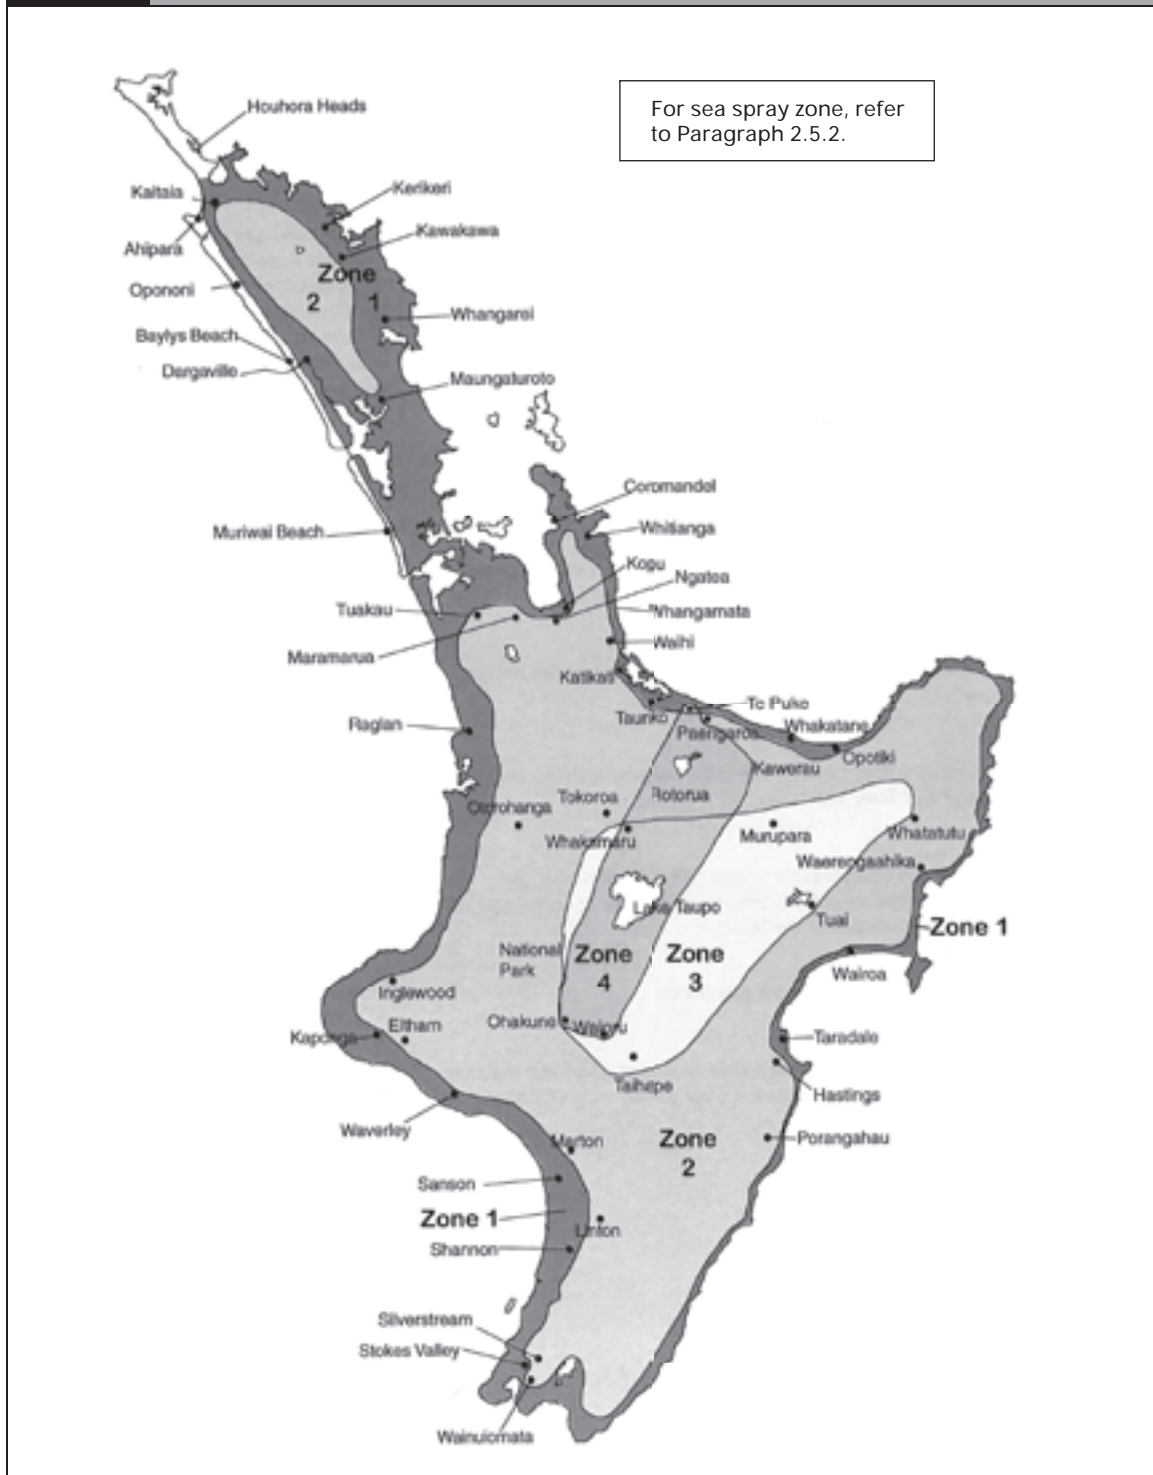 For sea spray zone, refer
to Paragraph 2.5.2.
Houhora Heads
Kaitaia
Kerikeri
Ahipara
Kawakawa
Zone
2
1
Opononi
Whangarei
Baylys Beach
Dargaville
Maungaturoto
Coromandel
Muriwai Beach
Whitianga
Kopu
Ngatea
Tuakau
Whangamata
Maramarua
Waihi
Katikati
Te Puke
Tauriko
Paengaroa
Whakatane
Raglan
Opotiki
Kawerau
Otorohanga
Tokoroa
Rotorua
Whakamaru
Murupara
Whatatutu
Waerengaahika
Lake Taupo
Tuai
Zone 1
National
Park
Zone
4
Zone
3
Wairoa
Inglewood
Ohakune
Waiouru
Eltham
Kaponga
Taradale
Taihape
Hastings
Waverley
Marton
Zone
2
Porangahau
Sanson
Zone 1
Linton
Shannon
Silverstream
Stokes Valley
Wainuiomata